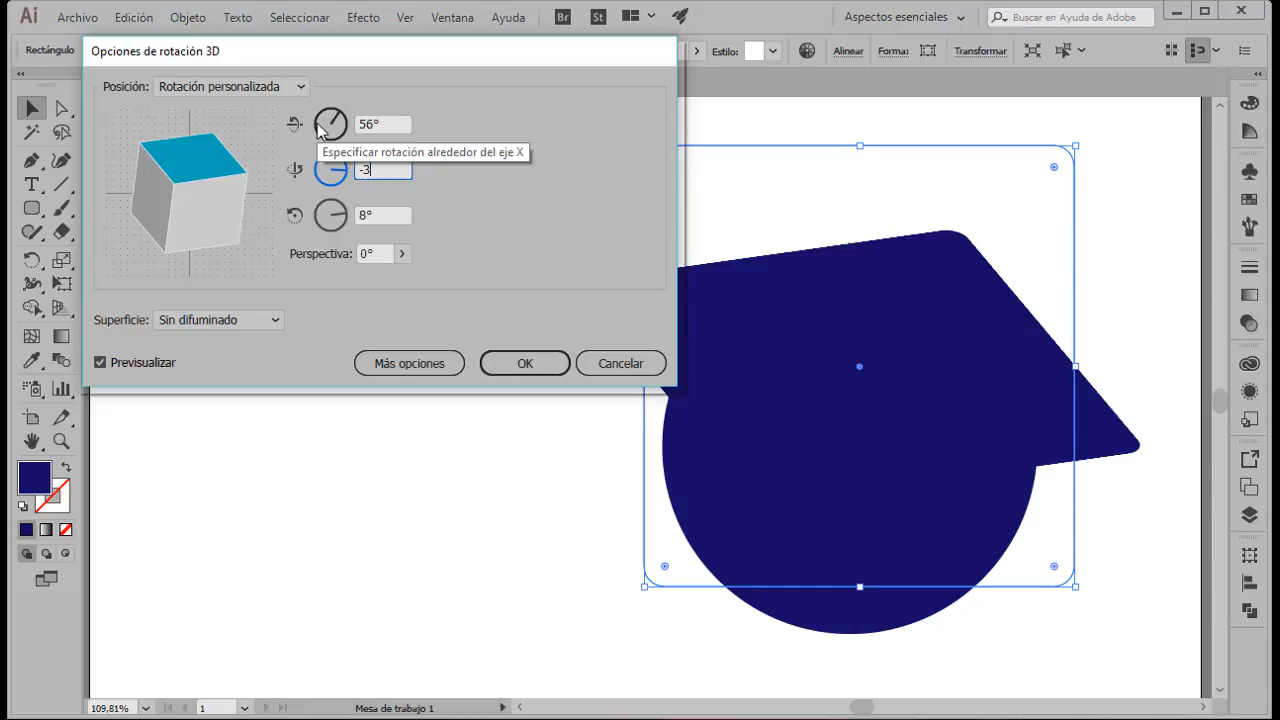 Ai Archivo Edición Objeto Texto Seleccionar Efecto Ver Ventana Ayuda Br St Aspectos esenciales Buscar en Ayuda de Adobe
Rectángulo Estilo: Alinear Forma: Transformar
Opciones de rotación 3D
Posición: Rotación personalizada
56°
Especificar rotación alrededor del eje X
-3
8°
Perspectiva: 0°
Superficie: Sin difuminado
Previsualizar Más opciones OK Cancelar
109,81% 1 Mesa de trabajo 1